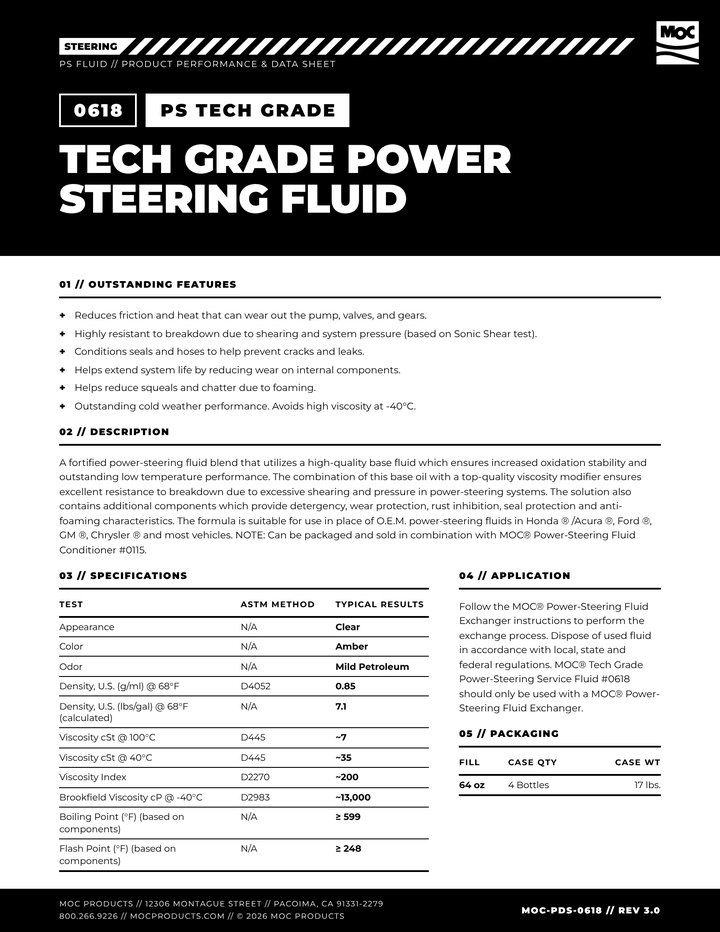 STEERING
MOC
PS FLUID // PRODUCT PERFORMANCE & DATA SHEET
0618 PS TECH GRADE
TECH GRADE POWER
STEERING FLUID
01 // OUTSTANDING FEATURES
+ Reduces friction and heat that can wear out the pump, valves, and gears.
+ Highly resistant to breakdown due to shearing and system pressure (based on Sonic Shear test).
+ Conditions seals and hoses to help prevent cracks and leaks.
+ Helps extend system life by reducing wear on internal components.
+ Helps reduce squeals and chatter due to foaming.
+ Outstanding cold weather performance. Avoids high viscosity at -40°C.
02 // DESCRIPTION
A fortified power-steering fluid blend that utilizes a high-quality base fluid which ensures increased oxidation stability and
outstanding low temperature performance. The combination of this base oil with a top-quality viscosity modifier ensures
excellent resistance to breakdown due to excessive shearing and pressure in power-steering systems. The solution also
contains additional components which provide detergency, wear protection, rust inhibition, seal protection and anti-
foaming characteristics. The formula is suitable for use in place of O.E.M. power-steering fluids in Honda ® /Acura ®, Ford ®,
GM ®, Chrysler ® and most vehicles. NOTE: Can be packaged and sold in combination with MOC® Power-Steering Fluid
Conditioner #0115.
03 // SPECIFICATIONS
TEST ASTM METHOD TYPICAL RESULTS
Appearance N/A Clear
Color N/A Amber
Odor N/A Mild Petroleum
Density, U.S. (g/ml) @ 68°F D4052 0.85
Density, U.S. (lbs/gal) @ 68°F N/A 7.1
(calculated)
Viscosity cSt @ 100°C D445 ~7
Viscosity cSt @ 40°C D445 ~35
Viscosity Index D2270 ~200
Brookfield Viscosity cP @ -40°C D2983 ~13,000
Boiling Point (°F) (based on N/A ≥ 599
components)
Flash Point (°F) (based on N/A ≥ 248
components)
04 // APPLICATION
Follow the MOC® Power-Steering Fluid
Exchanger instructions to perform the
exchange process. Dispose of used fluid
in accordance with local, state and
federal regulations. MOC® Tech Grade
Power-Steering Service Fluid #0618
should only be used with a MOC® Power-
Steering Fluid Exchanger.
05 // PACKAGING
FILL CASE QTY CASE WT
64 oz 4 Bottles 17 lbs.
MOC PRODUCTS // 12306 MONTAGUE STREET // PACOIMA, CA 91331-2279
800.266.9226 // MOCPRODUCTS.COM // © 2026 MOC PRODUCTS
MOC-PDS-0618 // REV 3.0